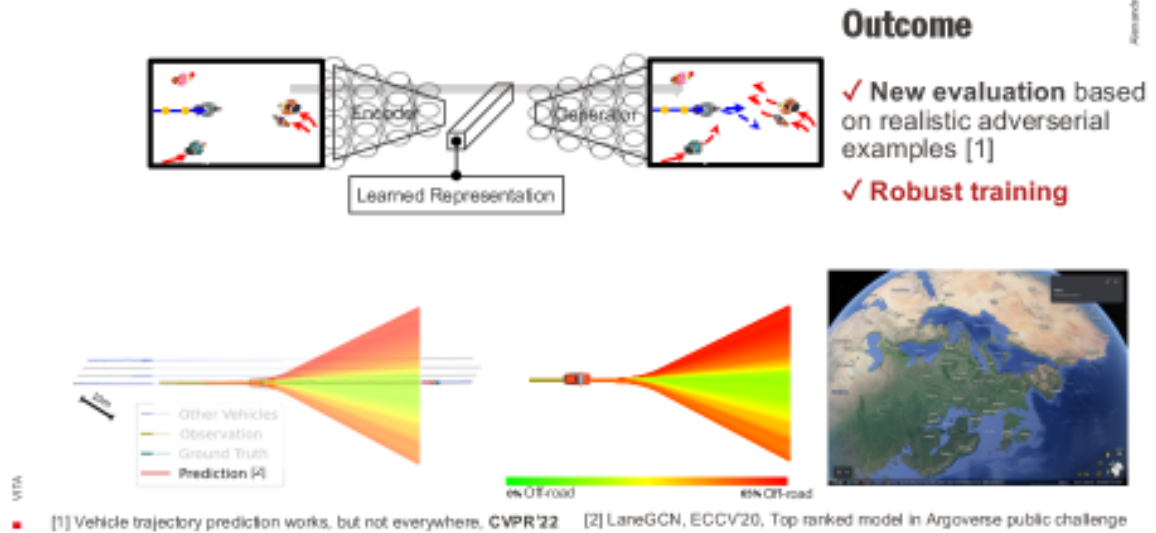 Outcome
✓ New evaluation based
on realistic adverserial
examples [1]
✓ Robust training
Encoder
Generator
Learned Representation
10m
Other Vehicles
Observation
Ground Truth
Prediction [2]
0% Off-road
65% Off-road
VITA
[1] Vehicle trajectory prediction works, but not everywhere, CVPR'22
[2] LaneGCN, ECCV'20, Top ranked model in Argoverse public challenge